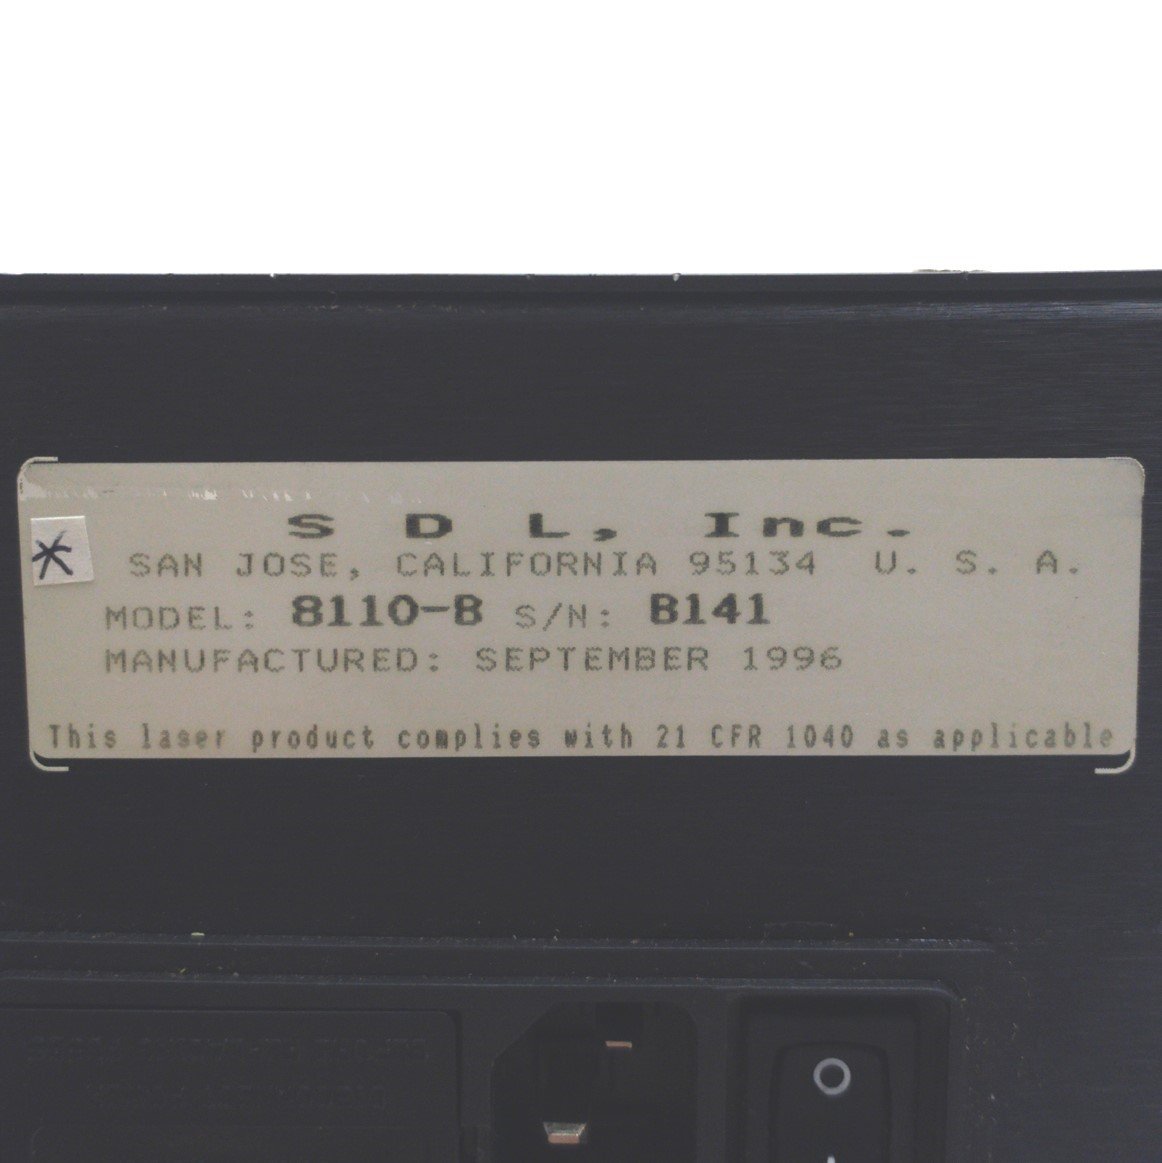 S D L, Inc.
SAN JOSE, CALIFORNIA 95134 U. S. A.
MODEL: 8110-B S/N: B141
MANUFACTURED: SEPTEMBER 1996
This laser product complies with 21 CFR 1040 as applicable